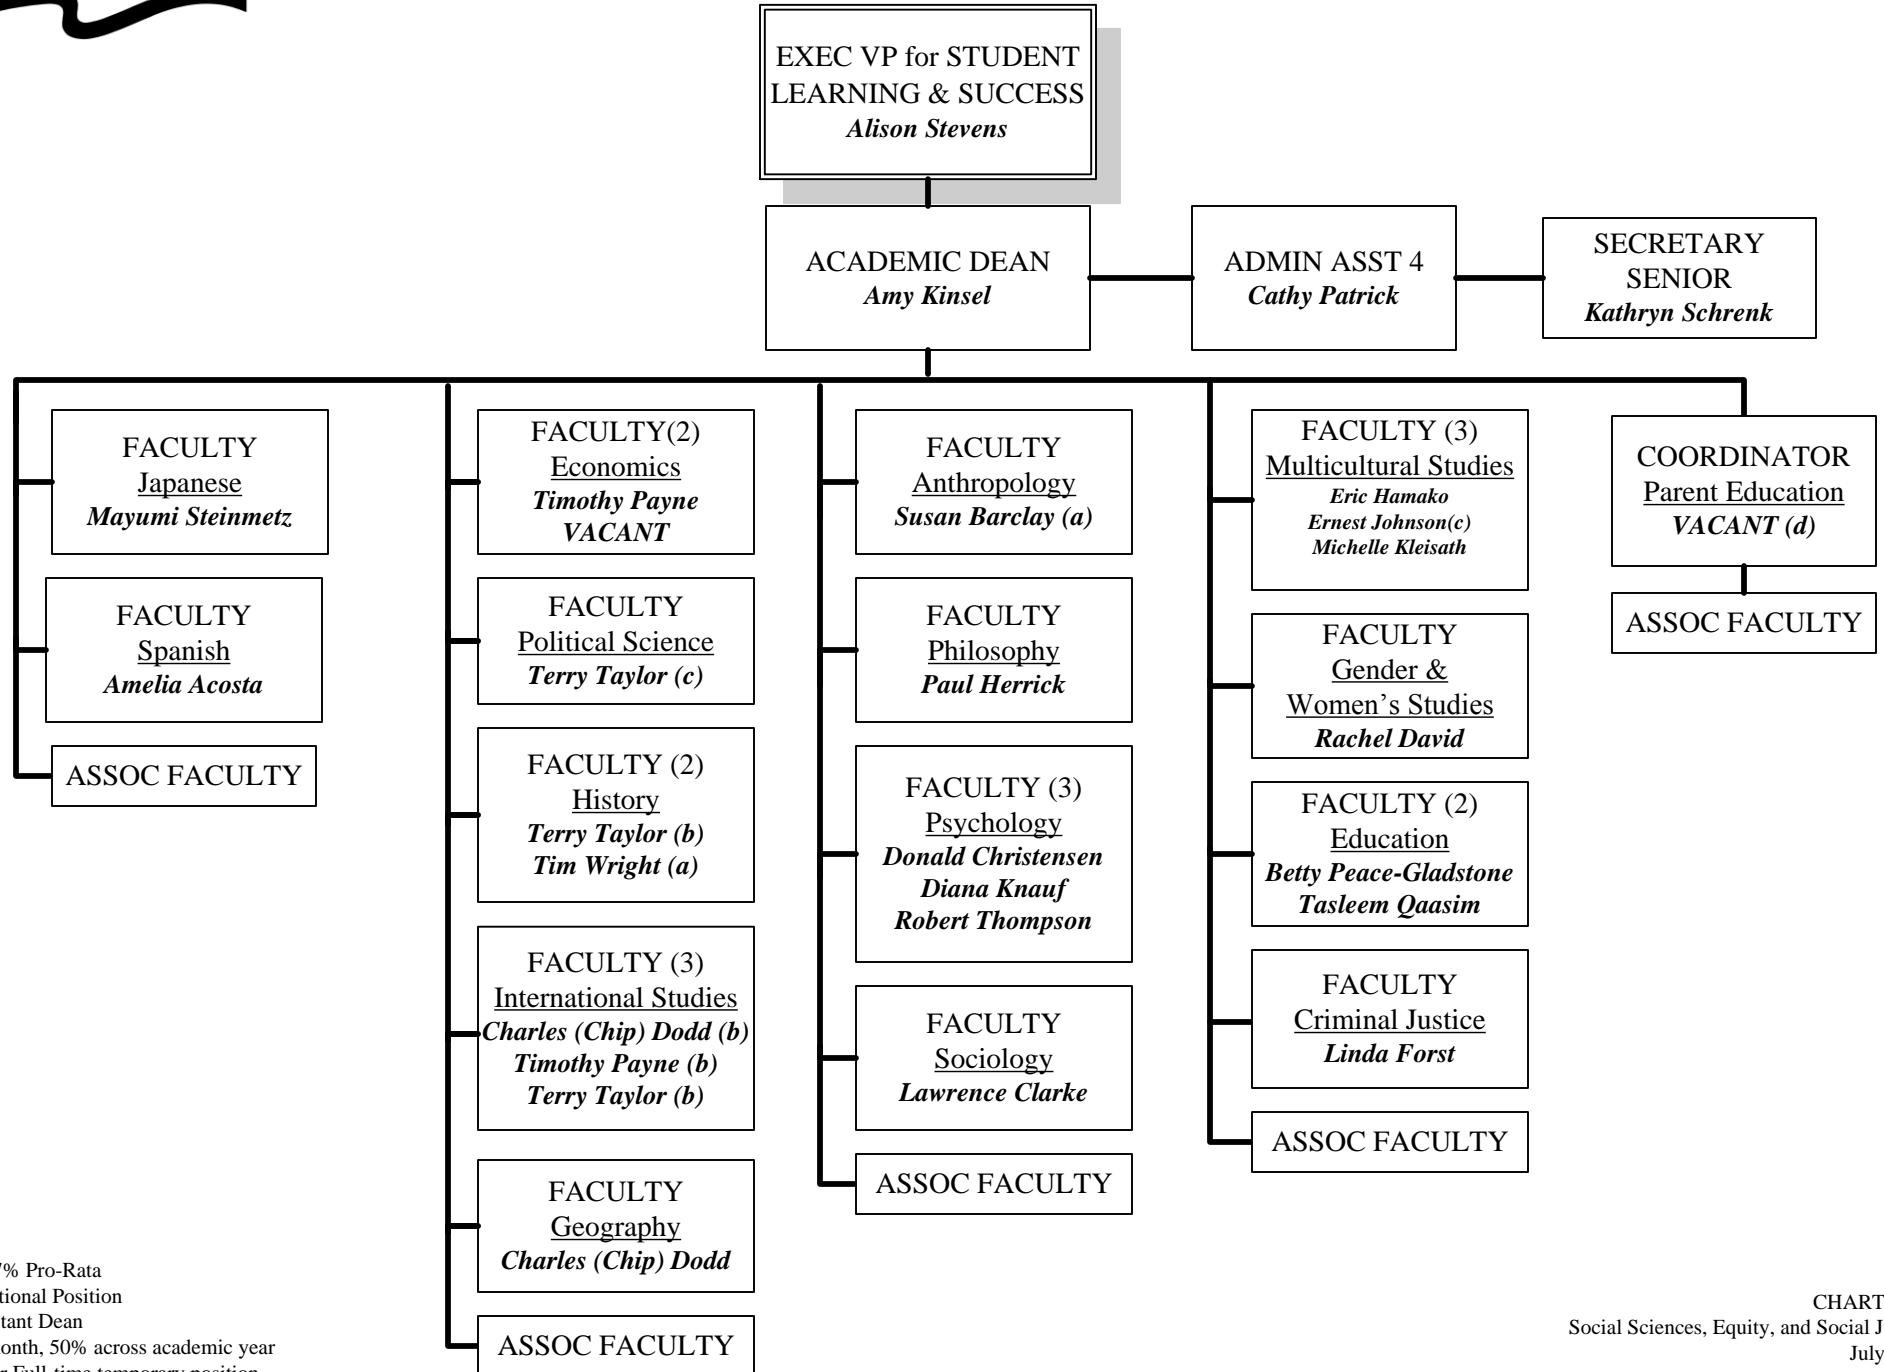 EXEC VP for STUDENT
LEARNING & SUCCESS
Alison Stevens
ACADEMIC DEAN
Amy Kinsel
ADMIN ASST 4
Cathy Patrick
SECRETARY
SENIOR
Kathryn Schrenk
FACULTY
Japanese
Mayumi Steinmetz
FACULTY
Spanish
Amelia Acosta
ASSOC FACULTY
FACULTY(2)
Economics
Timothy Payne
VACANT
FACULTY
Political Science
Terry Taylor (c)
FACULTY (2)
History
Terry Taylor (b)
Tim Wright (a)
FACULTY (3)
International Studies
Charles (Chip) Dodd (b)
Timothy Payne (b)
Terry Taylor (b)
FACULTY
Geography
Charles (Chip) Dodd
ASSOC FACULTY
FACULTY
Anthropology
Susan Barclay (a)
FACULTY
Philosophy
Paul Herrick
FACULTY (3)
Psychology
Donald Christensen
Diana Knauf
Robert Thompson
FACULTY
Sociology
Lawrence Clarke
ASSOC FACULTY
FACULTY (3)
Multicultural Studies
Eric Hamako
Ernest Johnson(c)
Michelle Kleisath
FACULTY
Gender &
Women’s Studies
Rachel David
FACULTY (2)
Education
Betty Peace-Gladstone
Tasleem Qaasim
FACULTY
Criminal Justice
Linda Forst
ASSOC FACULTY
COORDINATOR
Parent Education
VACANT (d)
ASSOC FACULTY
% Pro-Rata
Position
Dean
50% across academic year
Full-time temporary position
CHART
Social Sciences, Equity, and Social J
July